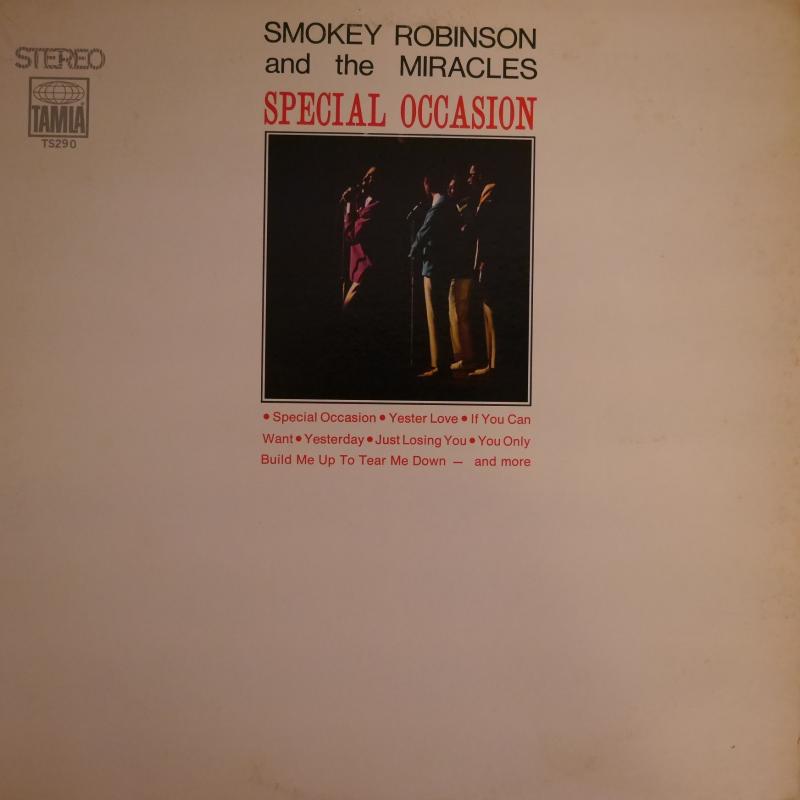 SMOKEY ROBINSON
and the MIRACLES
STEREO
TAMLA
TS290
SPECIAL OCCASION
• Special Occasion • Yester Love • If You Can
Want • Yesterday • Just Losing You • You Only
Build Me Up To Tear Me Down — and more